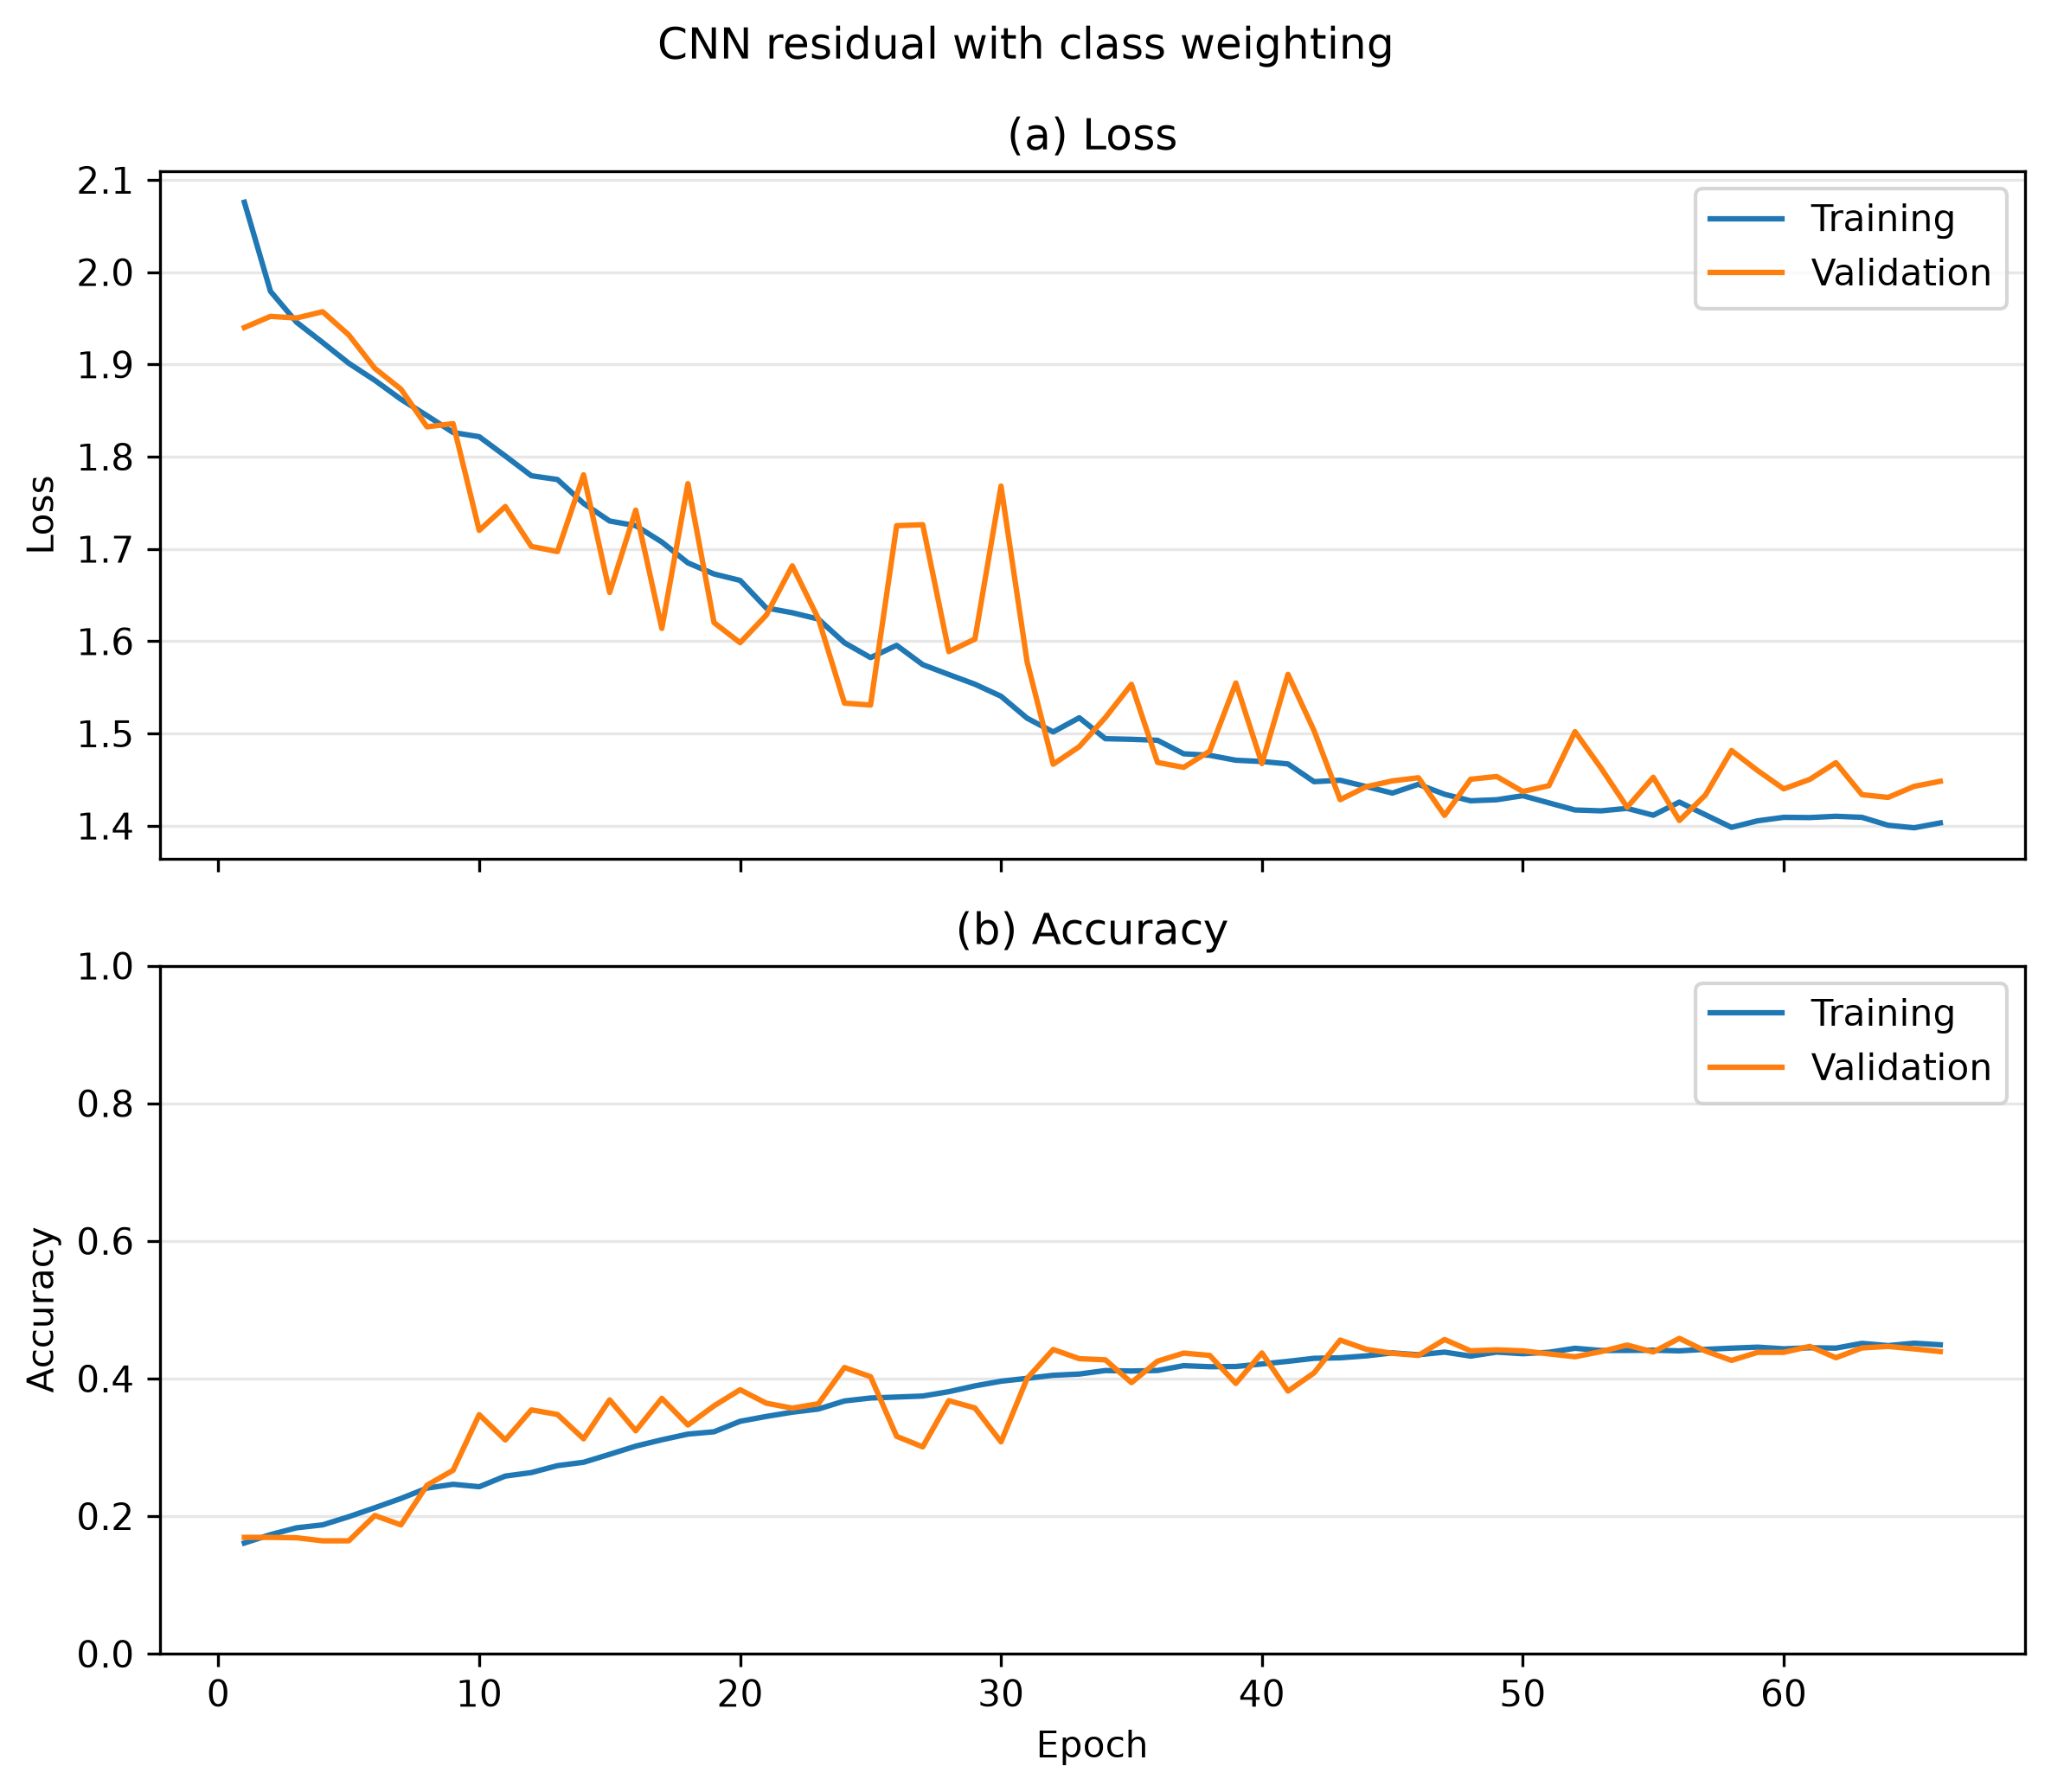 CNN residual with class weighting
(a) Loss
2.1
2.0
1.9
1.8
1.7
1.6
1.5
1.4
Loss
Training
Validation
(b) Accuracy
1.0
0.8
0.6
0.4
0.2
0.0
Accuracy
Training
Validation
0 10 20 30 40 50 60
Epoch